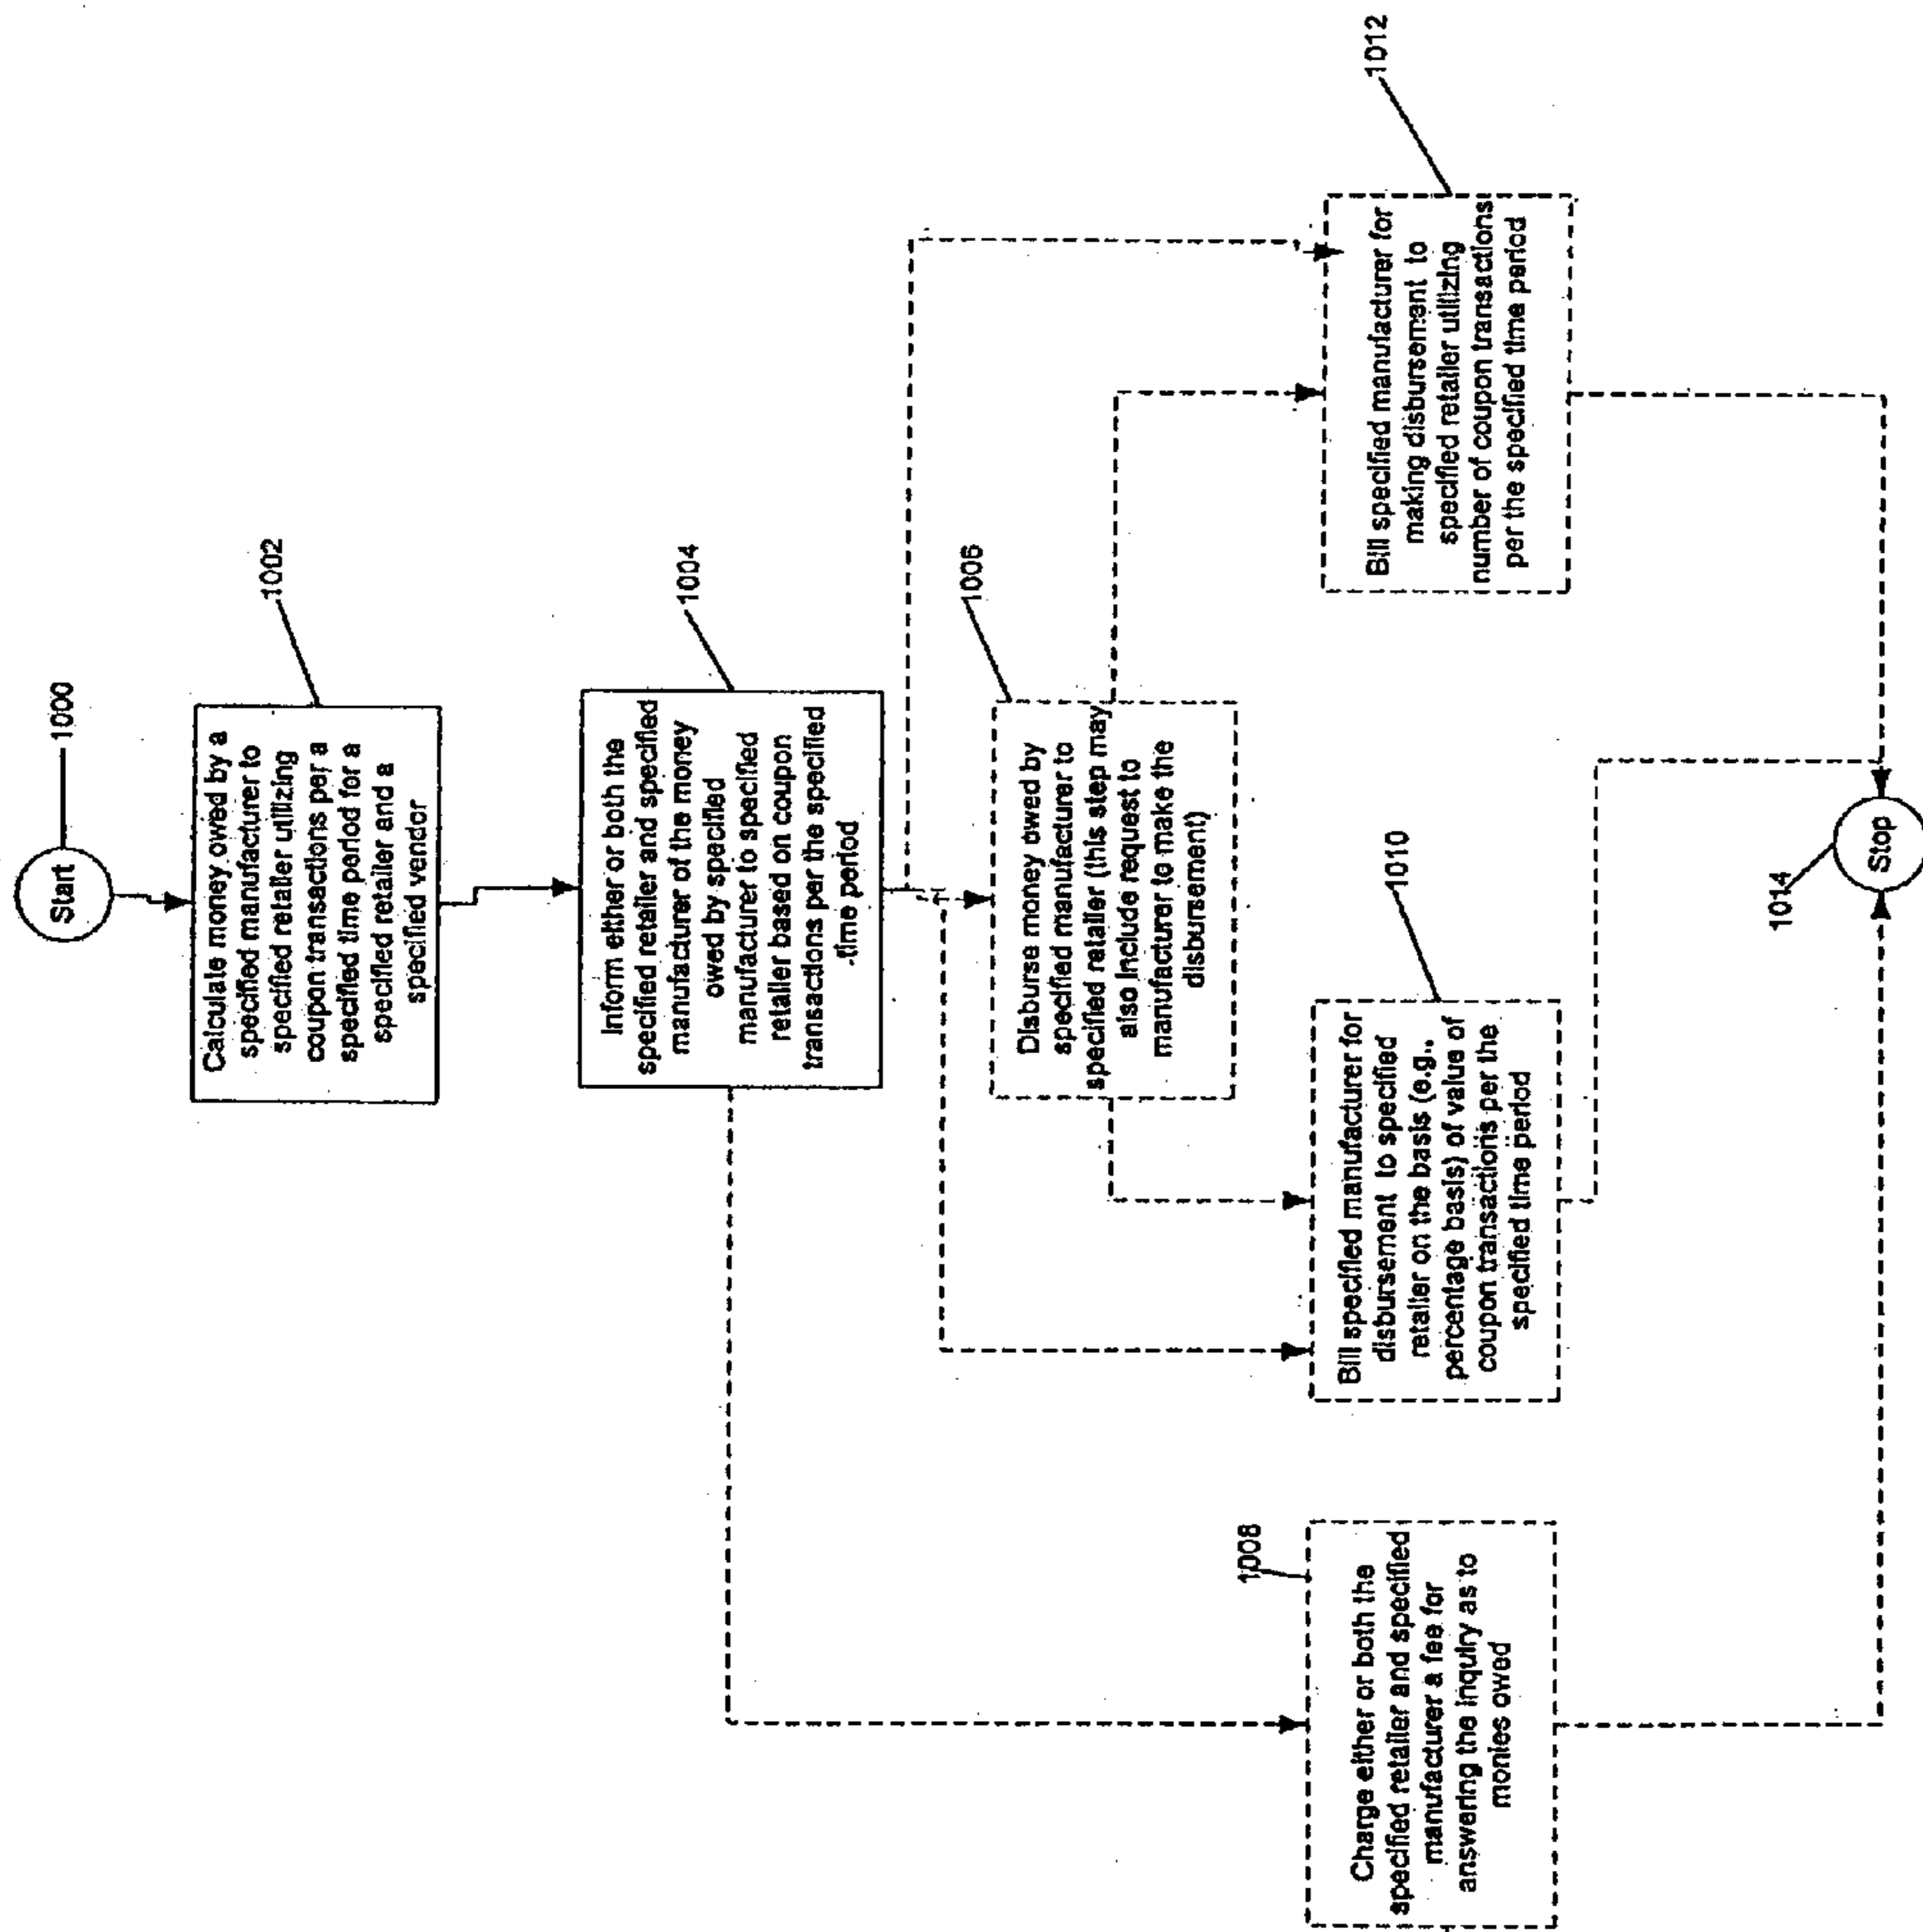 Start
1000
Calculate money owed by a
specified manufacturer to
specified retailer utilizing
coupon transactions per a
specified time period for a
specified retailer and a
specified vendor
1002
Inform either or both the
specified retailer and specified
manufacturer of the money
owed by specified
manufacturer to specified
retailer based on coupon
transactions per the specified
time period
1004
Disburse money owed by
specified manufacturer to
specified retailer (this step may
also include request to
manufacturer to make the
disbursement)
1006
Charge either or both the
specified retailer and specified
manufacturer a fee for
answering the inquiry as to
monies owed
1008
Bill specified manufacturer for
disbursement to specified
retailer on the basis (e.g.,
percentage basis) of value of
coupon transactions per the
specified time period
1010
Bill specified manufacturer for
making disbursement to
specified retailer utilizing
number of coupon transactions
per the specified time period
1012
Stop
1014